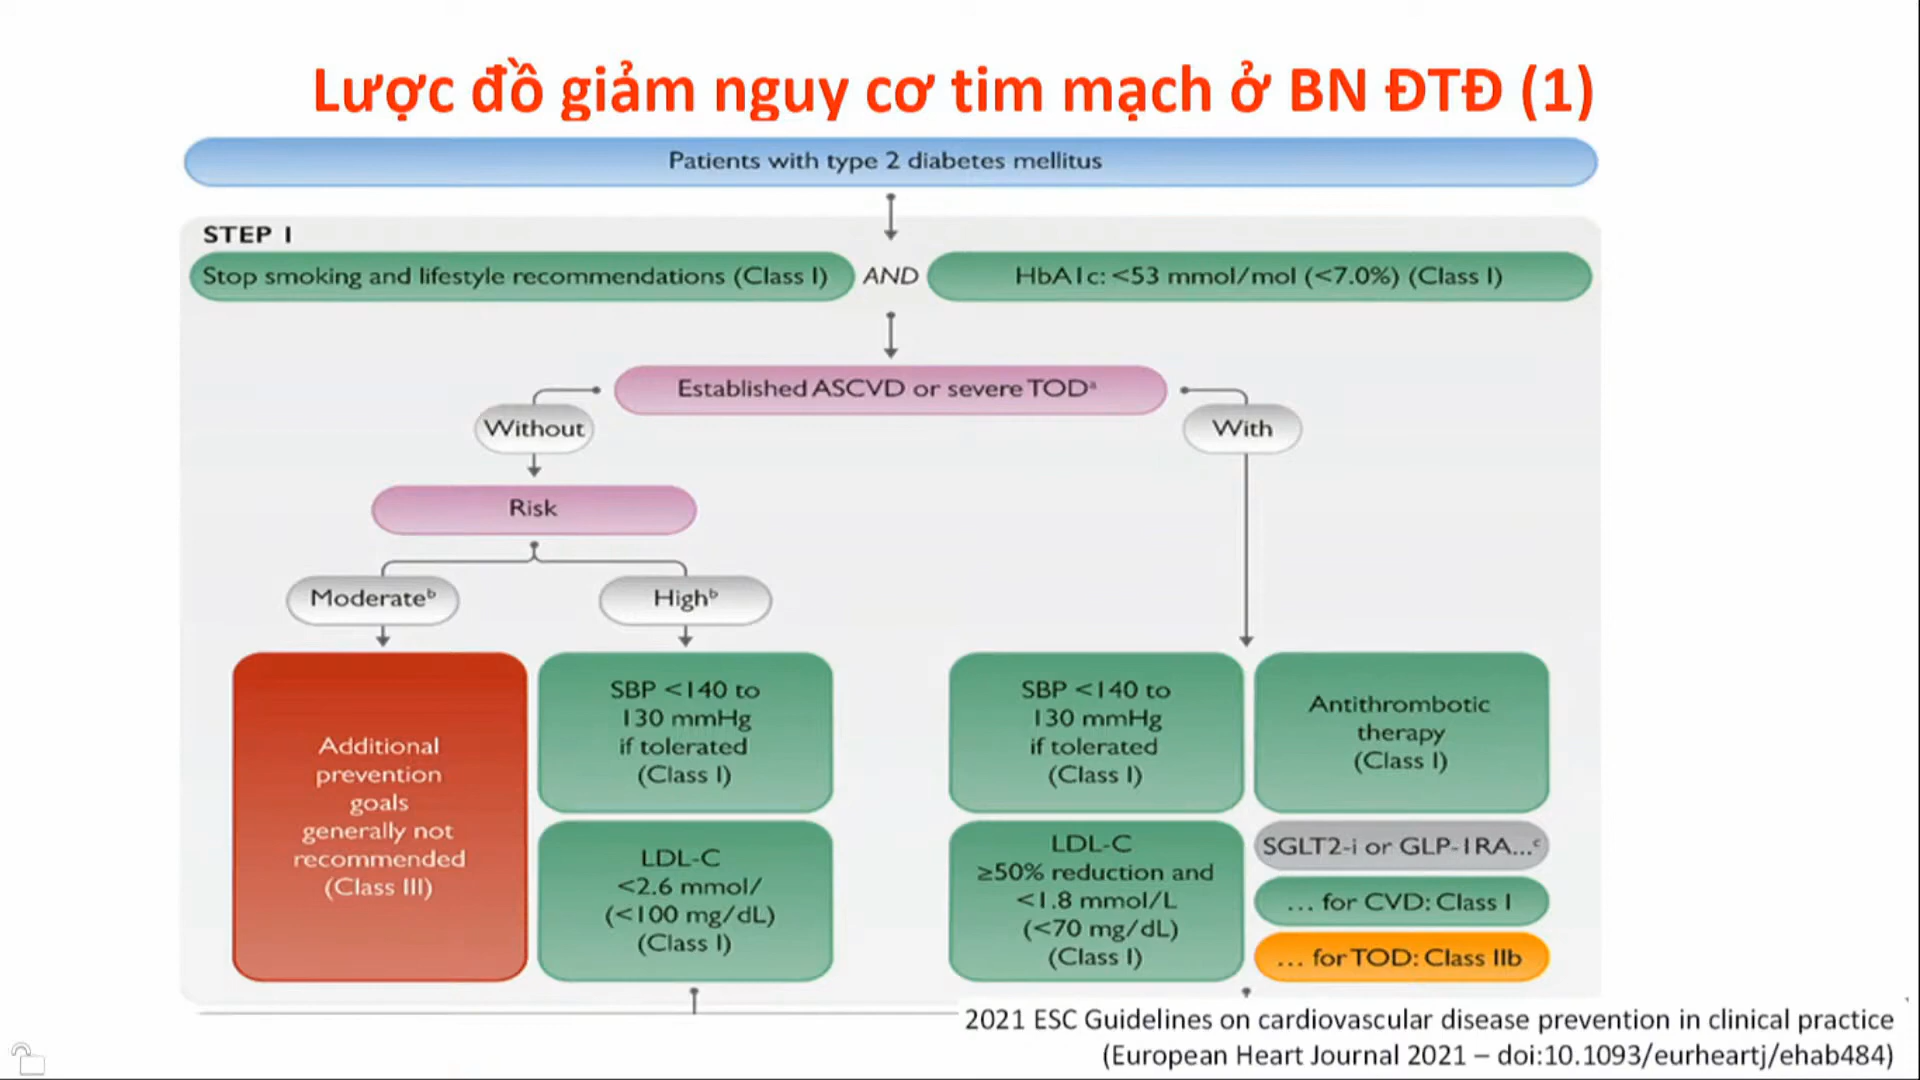 Lược đồ giảm nguy cơ tim mạch ở BN ĐTĐ (1)
Patients with type 2 diabetes mellitus
STEP 1
Stop smoking and lifestyle recommendations (Class I)
AND
HbA1c: <53 mmol/mol (<7.0%) (Class I)
Established ASCVD or severe TODᵃ
Without
With
Risk
Moderateᵇ
Highᵇ
Additional
prevention
goals
generally not
recommended
(Class III)
SBP <140 to
130 mmHg
if tolerated
(Class I)
LDL-C
<2.6 mmol/
(<100 mg/dL)
(Class I)
SBP <140 to
130 mmHg
if tolerated
(Class I)
LDL-C
≥50% reduction and
<1.8 mmol/L
(<70 mg/dL)
(Class I)
Antithrombotic
therapy
(Class I)
SGLT2-i or GLP-1RA...ᶜ
... for CVD: Class I
... for TOD: Class IIb
2021 ESC Guidelines on cardiovascular disease prevention in clinical practice
(European Heart Journal 2021 – doi:10.1093/eurheartj/ehab484)